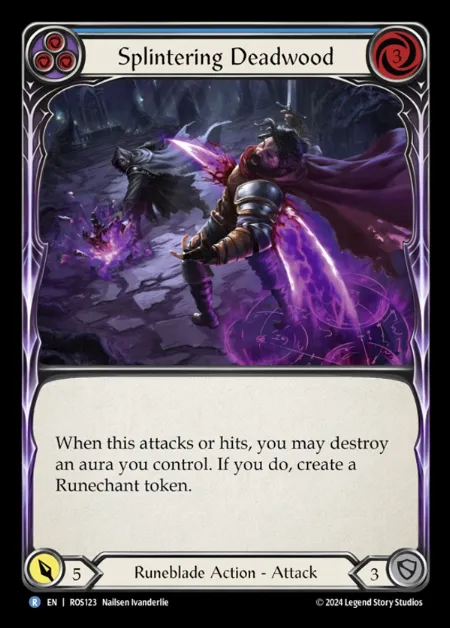 Splintering Deadwood
3
When this attacks or hits, you may destroy
an aura you control. If you do, create a
Runechant token.
5
Runeblade Action - Attack
3
R EN | ROS123 Nailsen Ivanderlie
© 2024 Legend Story Studios